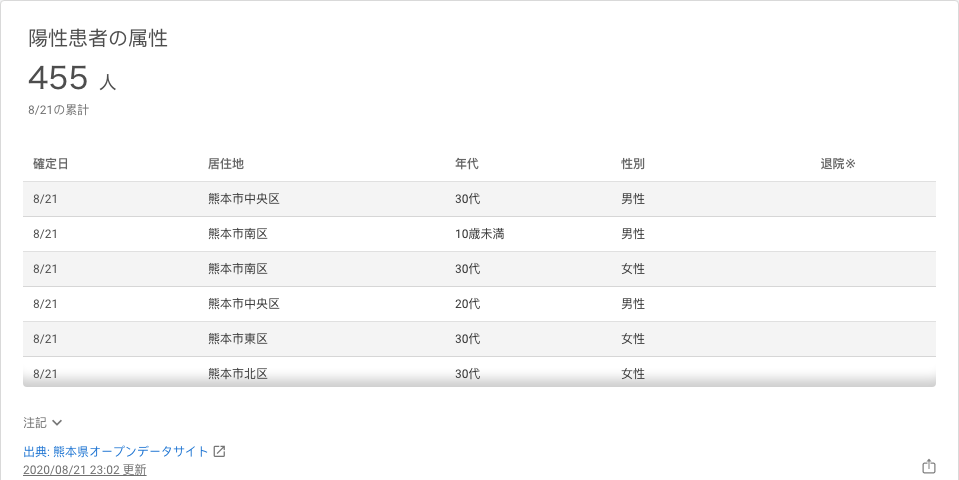 陽性患者の属性
455 人
8/21の累計
確定日 居住地 年代 性別 退院※
8/21 熊本市中央区 30代 男性
8/21 熊本市南区 10歳未満 男性
8/21 熊本市南区 30代 女性
8/21 熊本市中央区 20代 男性
8/21 熊本市東区 30代 女性
8/21 熊本市北区 30代 女性
注記
出典: 熊本県オープンデータサイト
2020/08/21 23:02 更新